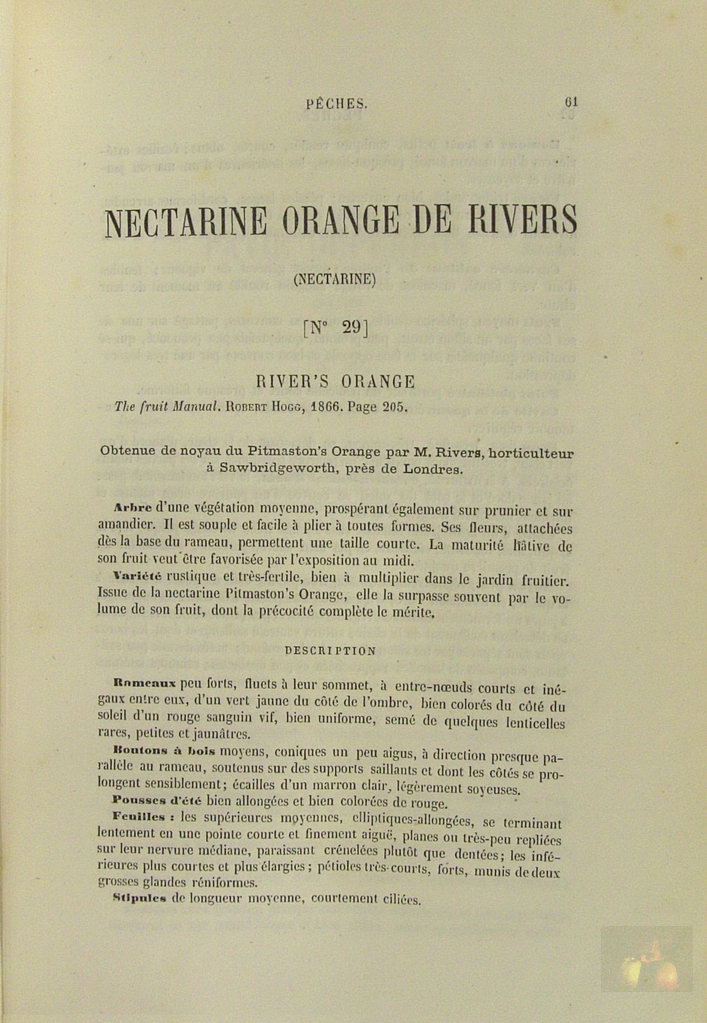 PÊCHES. 61
NECTARINE ORANGE DE RIVERS
(NECTARINE)
[N° 29]
RIVER'S ORANGE
The fruit Manual. ROBERT HOGG, 1866. Page 205.
Obtenue de noyau du Pitmaston's Orange par M. Rivers, horticulteur
à Sawbridgeworth, près de Londres.
Arbre d'une végétation moyenne, prospérant également sur prunier et sur
amandier. Il est souple et facile à plier à toutes formes. Ses fleurs, attachées
dès la base du rameau, permettent une taille courte. La maturité hâtive de
son fruit veut être favorisée par l'exposition au midi.
Variété rustique et très-fertile, bien à multiplier dans le jardin fruitier.
Issue de la nectarine Pitmaston's Orange, elle la surpasse souvent par le vo-
lume de son fruit, dont la précocité complète le mérite.
DESCRIPTION
Rameaux peu forts, fluets à leur sommet, à entre-nœuds courts et iné-
gaux entre eux, d'un vert jaune du côté de l'ombre, bien colorés du côté du
soleil d'un rouge sanguin vif, bien uniforme, semé de quelques lenticelles
rares, petites et jaunâtres.
Boutons à bois moyens, coniques un peu aigus, à direction presque pa-
rallèle au rameau, soutenus sur des supports saillants et dont les côtés se pro-
longent sensiblement; écailles d'un marron clair, légèrement soyeuses.
Pousses d'été bien allongées et bien colorées de rouge.
Feuilles : les supérieures moyennes, elliptiques-allongées, se terminant
lentement en une pointe courte et finement aiguë, planes ou très-peu repliées
sur leur nervure médiane, paraissant crénelées plutôt que dentées; les infé-
rieures plus courtes et plus élargies; pétioles très-courts, forts, munis de deux
grosses glandes réniformes.
Stipules de longueur moyenne, courtement ciliées.